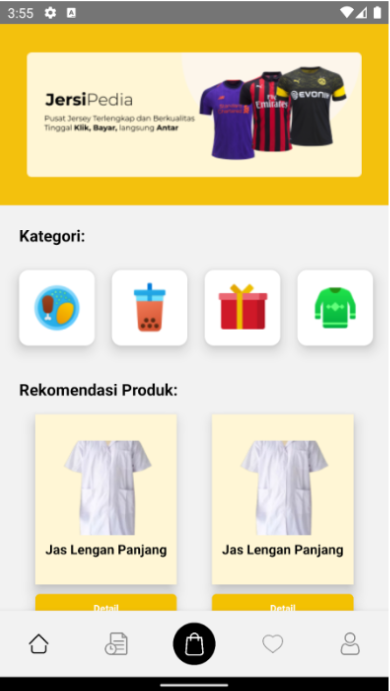 3:55
JersiPedia
Pusat Jersey Terlengkap dan Berkualitas
Tinggal Klik, Bayar, langsung Antar
Fly Emirates
EVONIK
Kategori:
Rekomendasi Produk:
Jas Lengan Panjang
Jas Lengan Panjang
Detail
Detail